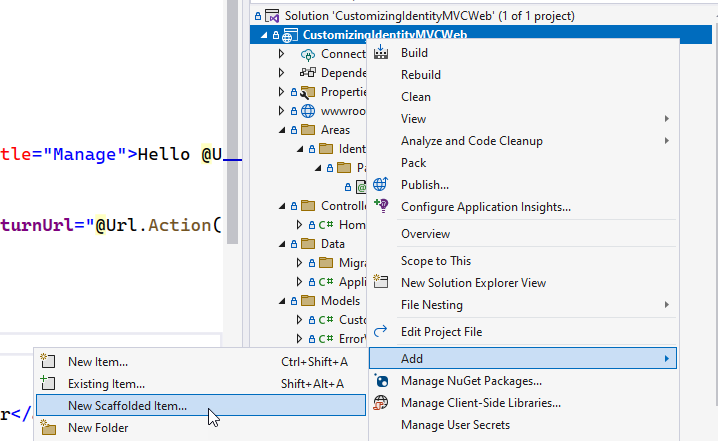 Solution 'CustomizingIdentityMVCWeb' (1 of 1 project)
CustomizingIdentityMVCWeb
Connect
Depende
Properti
wwwroo
Areas
Ident
Pa
Controlle
C# Hom
Data
Migra
C# Appli
Models
C# Custo
C# ErrorV
tle="Manage">Hello @U
turnUrl="@Url.Action(
r</
Build
Rebuild
Clean
View
Analyze and Code Cleanup
Pack
Publish...
Configure Application Insights...
Overview
Scope to This
New Solution Explorer View
File Nesting
Edit Project File
Add
Manage NuGet Packages...
Manage Client-Side Libraries...
Manage User Secrets
New Item... Ctrl+Shift+A
Existing Item... Shift+Alt+A
New Scaffolded Item...
New Folder